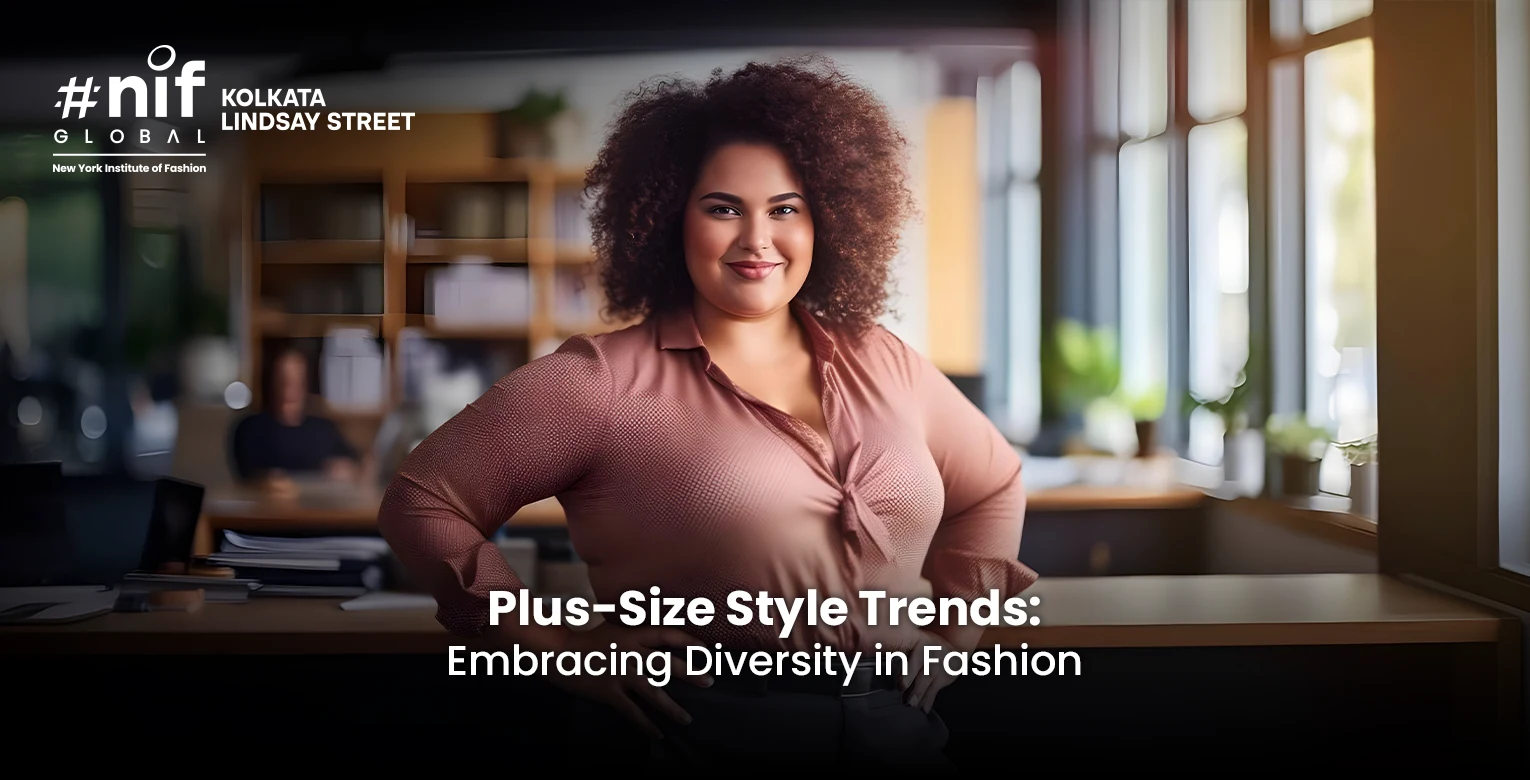 #nif
GLOBAL
New York Institute of Fashion
KOLKATA
LINDSAY STREET
Plus-Size Style Trends:
Embracing Diversity in Fashion